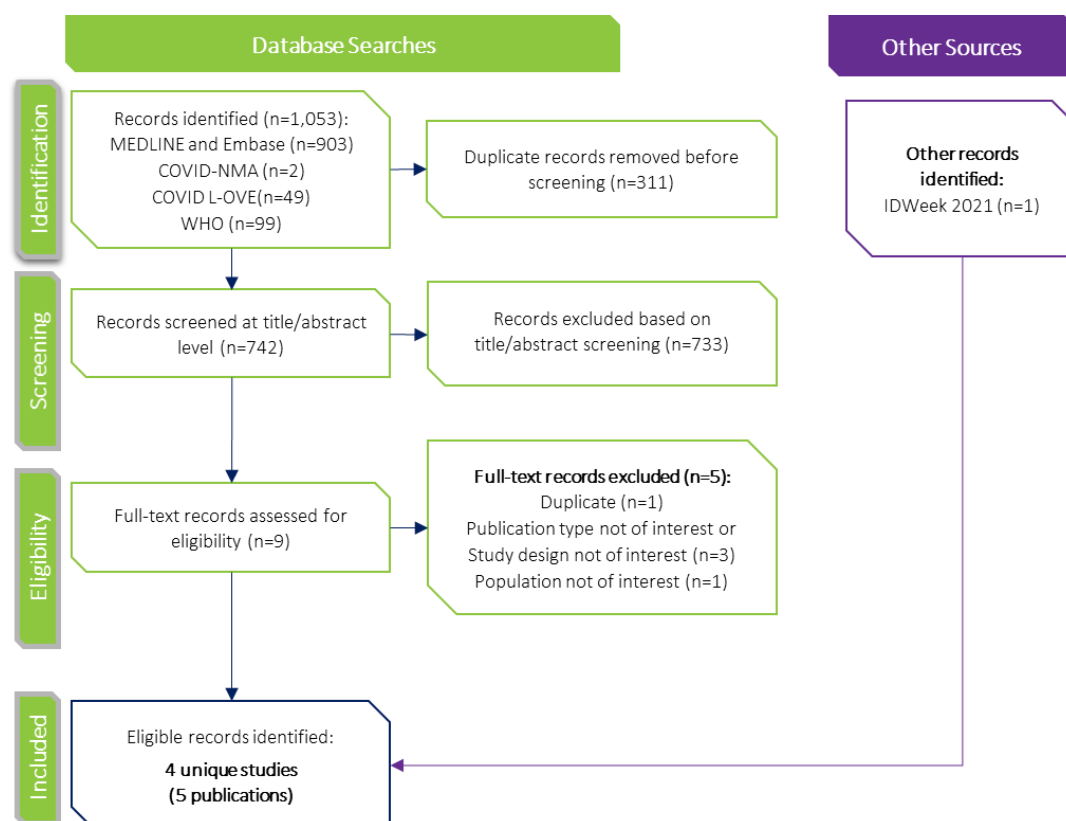 Database Searches
Other Sources
Identification
Records identified (n=1,053):
MEDLINE and Embase (n=903)
COVID-NMA (n=2)
COVID L-OVE(n=49)
WHO (n=99)
Duplicate records removed before
screening (n=311)
Other records
identified:
IDWeek 2021 (n=1)
Screening
Records screened at title/abstract
level (n=742)
Records excluded based on
title/abstract screening (n=733)
Eligibility
Full-text records assessed for
eligibility (n=9)
Full-text records excluded (n=5):
Duplicate (n=1)
Publication type not of interest or
Study design not of interest (n=3)
Population not of interest (n=1)
Included
Eligible records identified:
4 unique studies
(5 publications)